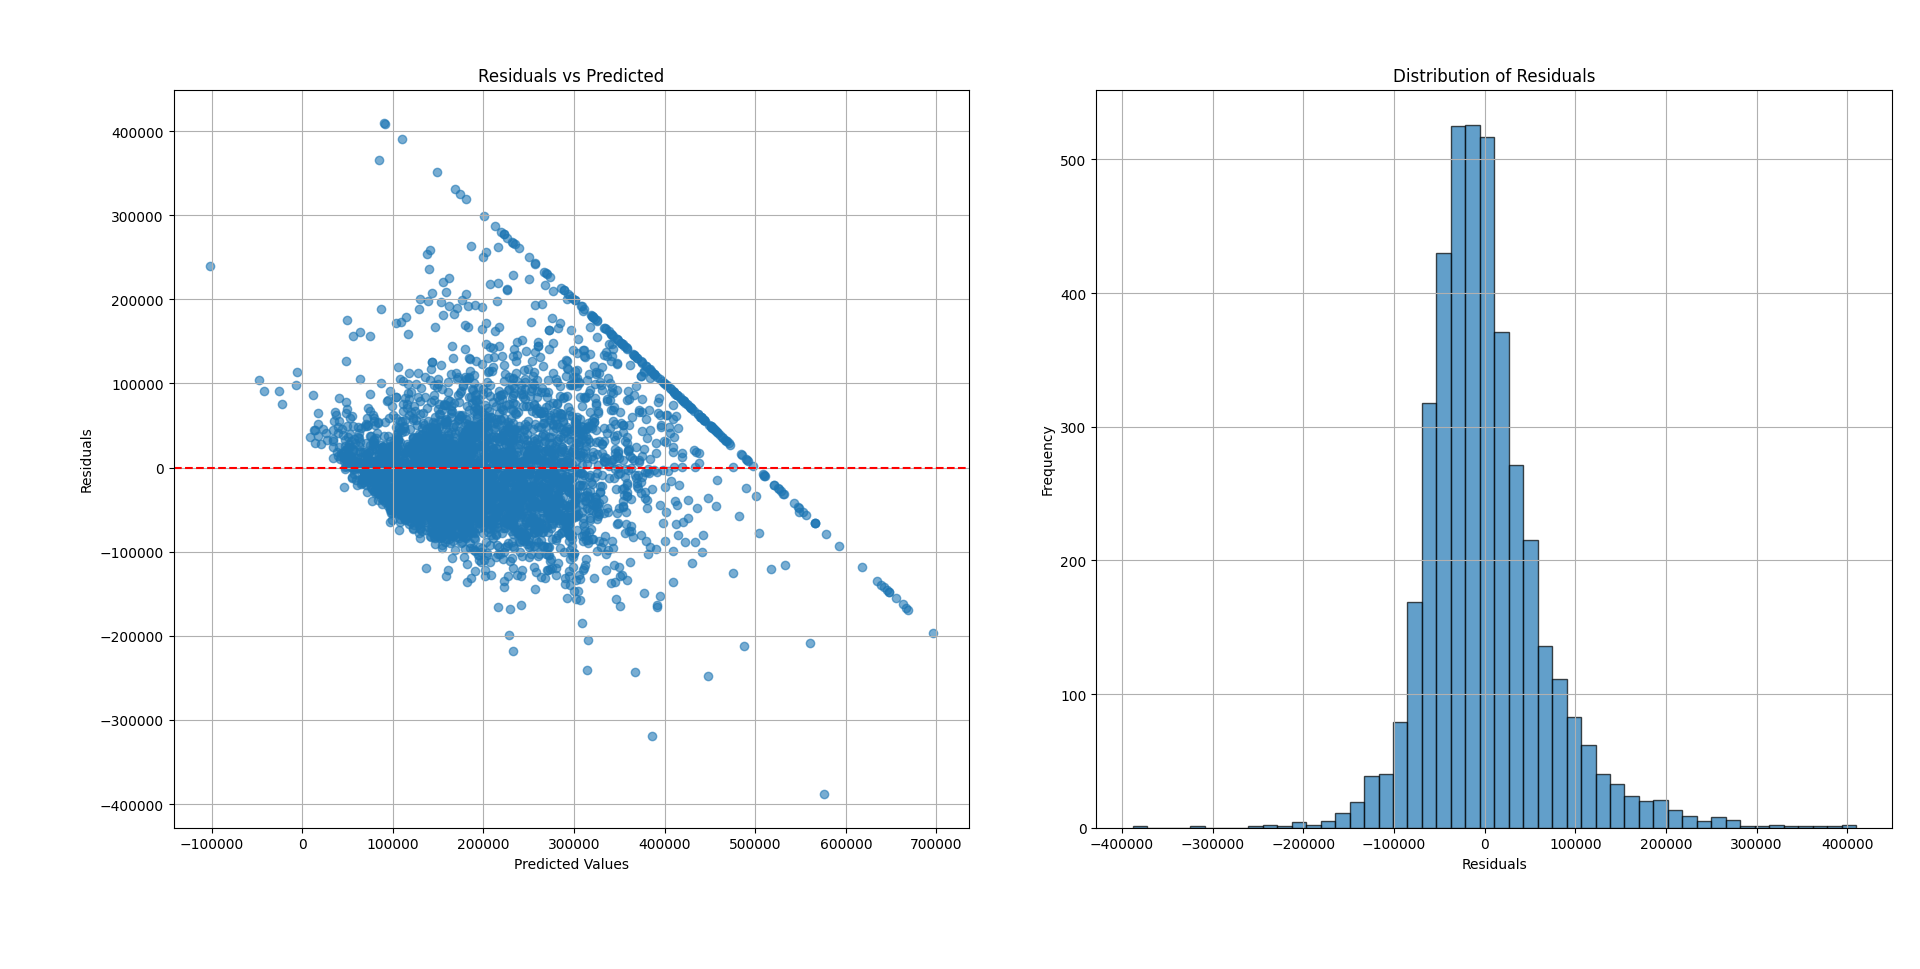 Residuals vs Predicted
400000
300000
200000
100000
0
−100000
−200000
−300000
−400000
Residuals
−100000 0 100000 200000 300000 400000 500000 600000 700000
Predicted Values
Distribution of Residuals
500
400
300
200
100
0
Frequency
−400000 −300000 −200000 −100000 0 100000 200000 300000 400000
Residuals